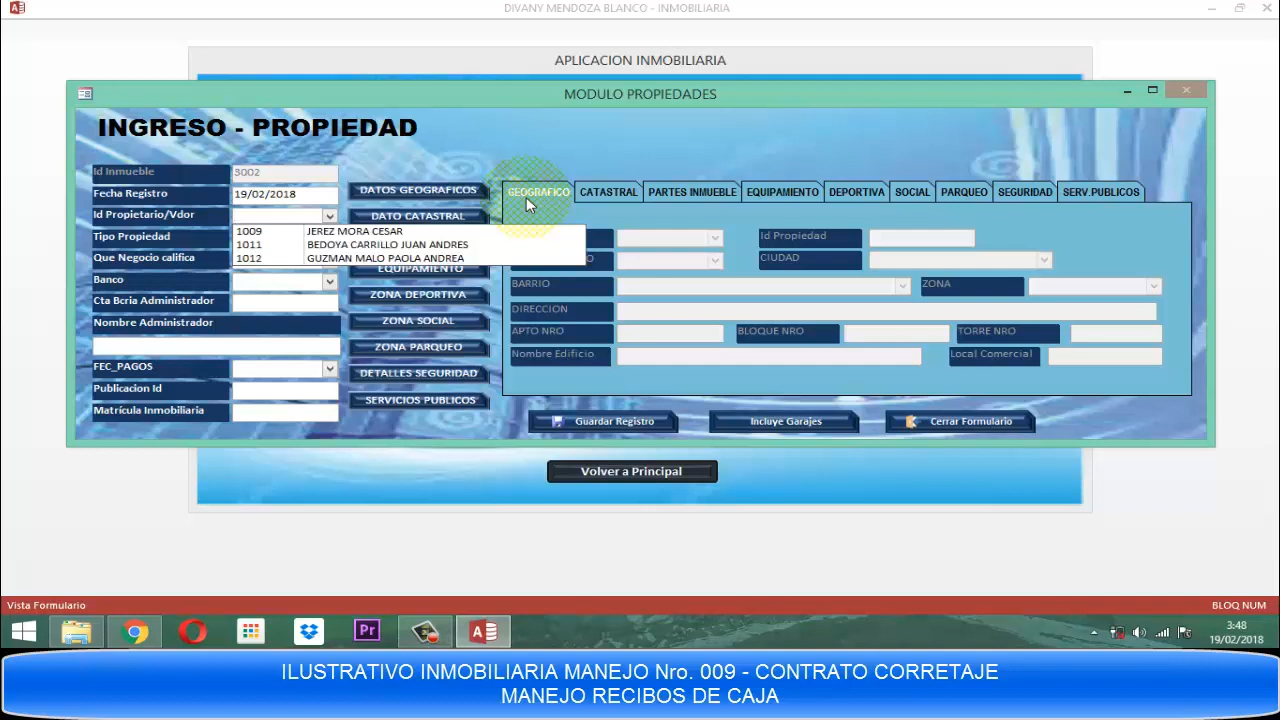 DIVANY MENDOZA BLANCO - INMOBILIARIA
APLICACION INMOBILIARIA
MODULO PROPIEDADES
INGRESO - PROPIEDAD
Id Inmueble 3002
Fecha Registro 19/02/2018
Id Propietario/Vdor
1009 JEREZ MORA CESAR
1011 BEDOYA CARRILLO JUAN ANDRES
1012 GUZMAN MALO PAOLA ANDREA
Tipo Propiedad
Que Negocio califica
Banco
Cta Bcria Administrador
Nombre Administrador
FEC_PAGOS
Publicacion Id
Matrícula Inmobiliaria
DATOS GEOGRAFICOS
DATO CATASTRAL
EQUIPAMIENTO
ZONA DEPORTIVA
ZONA SOCIAL
ZONA PARQUEO
DETALLES SEGURIDAD
SERVICIOS PUBLICOS
GEOGRAFICO CATASTRAL PARTES INMUEBLE EQUIPAMIENTO DEPORTIVA SOCIAL PARQUEO SEGURIDAD SERV.PUBLICOS
Id Propiedad
CIUDAD
BARRIO ZONA
DIRECCION
APTO NRO BLOQUE NRO TORRE NRO
Nombre Edificio Local Comercial
Guardar Registro Incluye Garajes Cerrar Formulario
Volver a Principal
Vista Formulario BLOQ NUM
Pr
3:48
19/02/2018
ILUSTRATIVO INMOBILIARIA MANEJO Nro. 009 - CONTRATO CORRETAJE
MANEJO RECIBOS DE CAJA